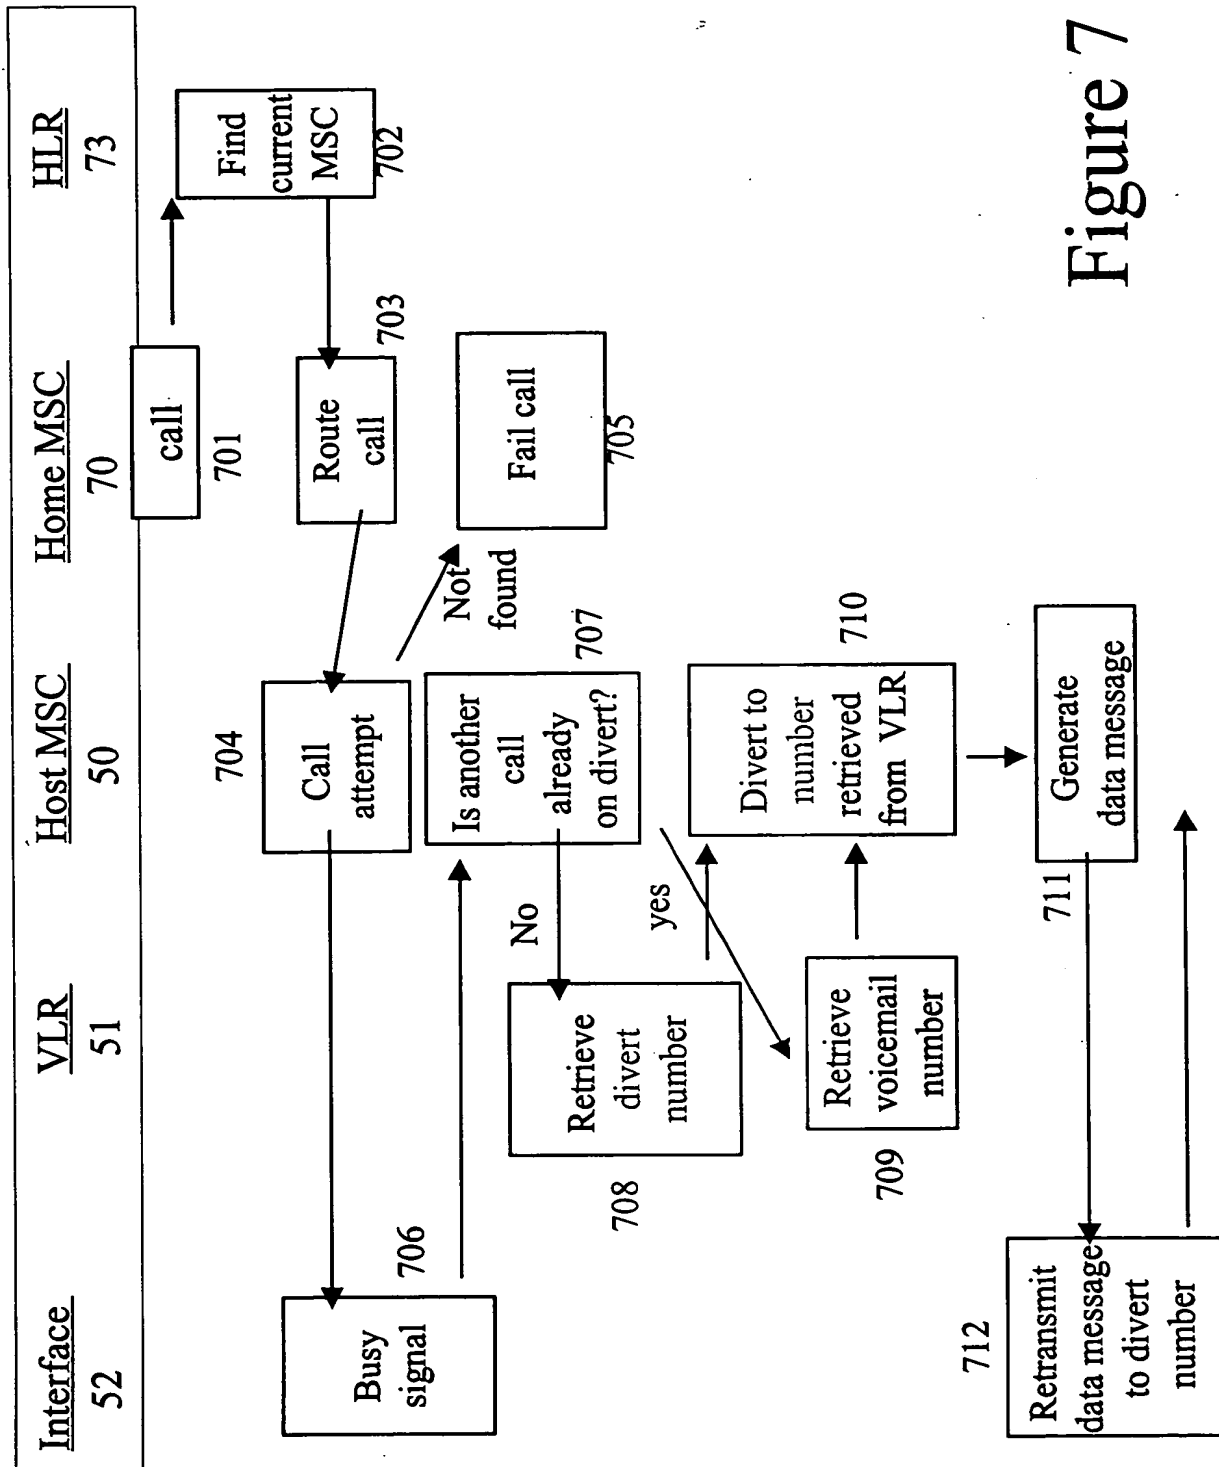 Interface
52
VLR
51
Host MSC
50
Home MSC
70
HLR
73
call
701
Find
current
MSC
702
Route
call
703
Call
attempt
704
Not
found
Fail call
705
Busy
signal
706
Is another
call
already
on divert?
707
No
Retrieve
divert
number
708
yes
Retrieve
voicemail
number
709
Divert to
number
retrieved
from VLR
710
Generate
data message
711
Retransmit
data message
to divert
number
712
Figure 7